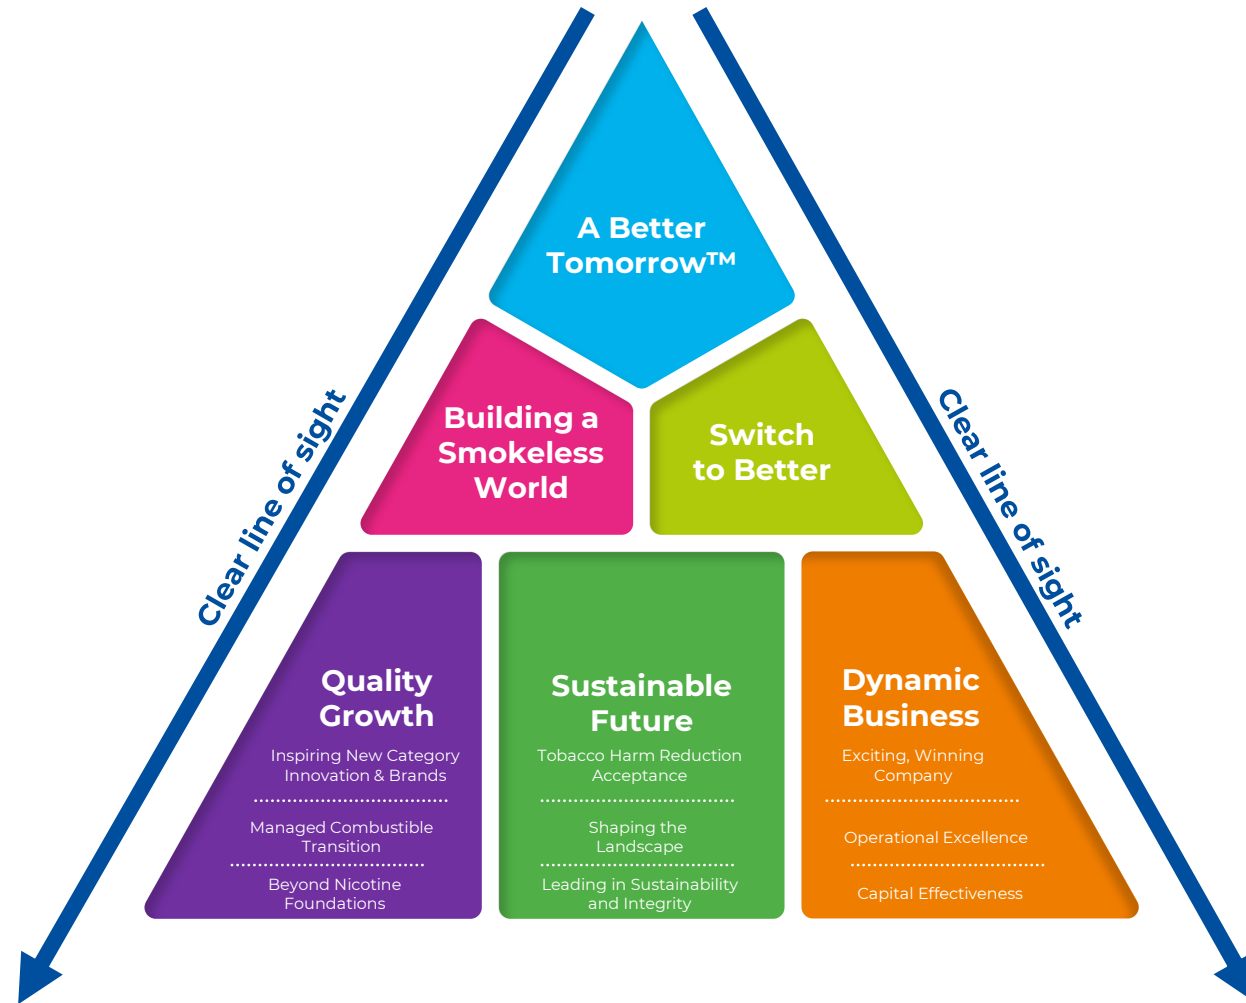 A Better
Tomorrow™
Building a
Smokeless
World
Switch
to Better
Clear line of sight
Clear line of sight
Quality
Growth
Inspiring New Category
Innovation & Brands
Managed Combustible
Transition
Beyond Nicotine
Foundations
Sustainable
Future
Tobacco Harm Reduction
Acceptance
Shaping the
Landscape
Leading in Sustainability
and Integrity
Dynamic
Business
Exciting, Winning
Company
Operational Excellence
Capital Effectiveness